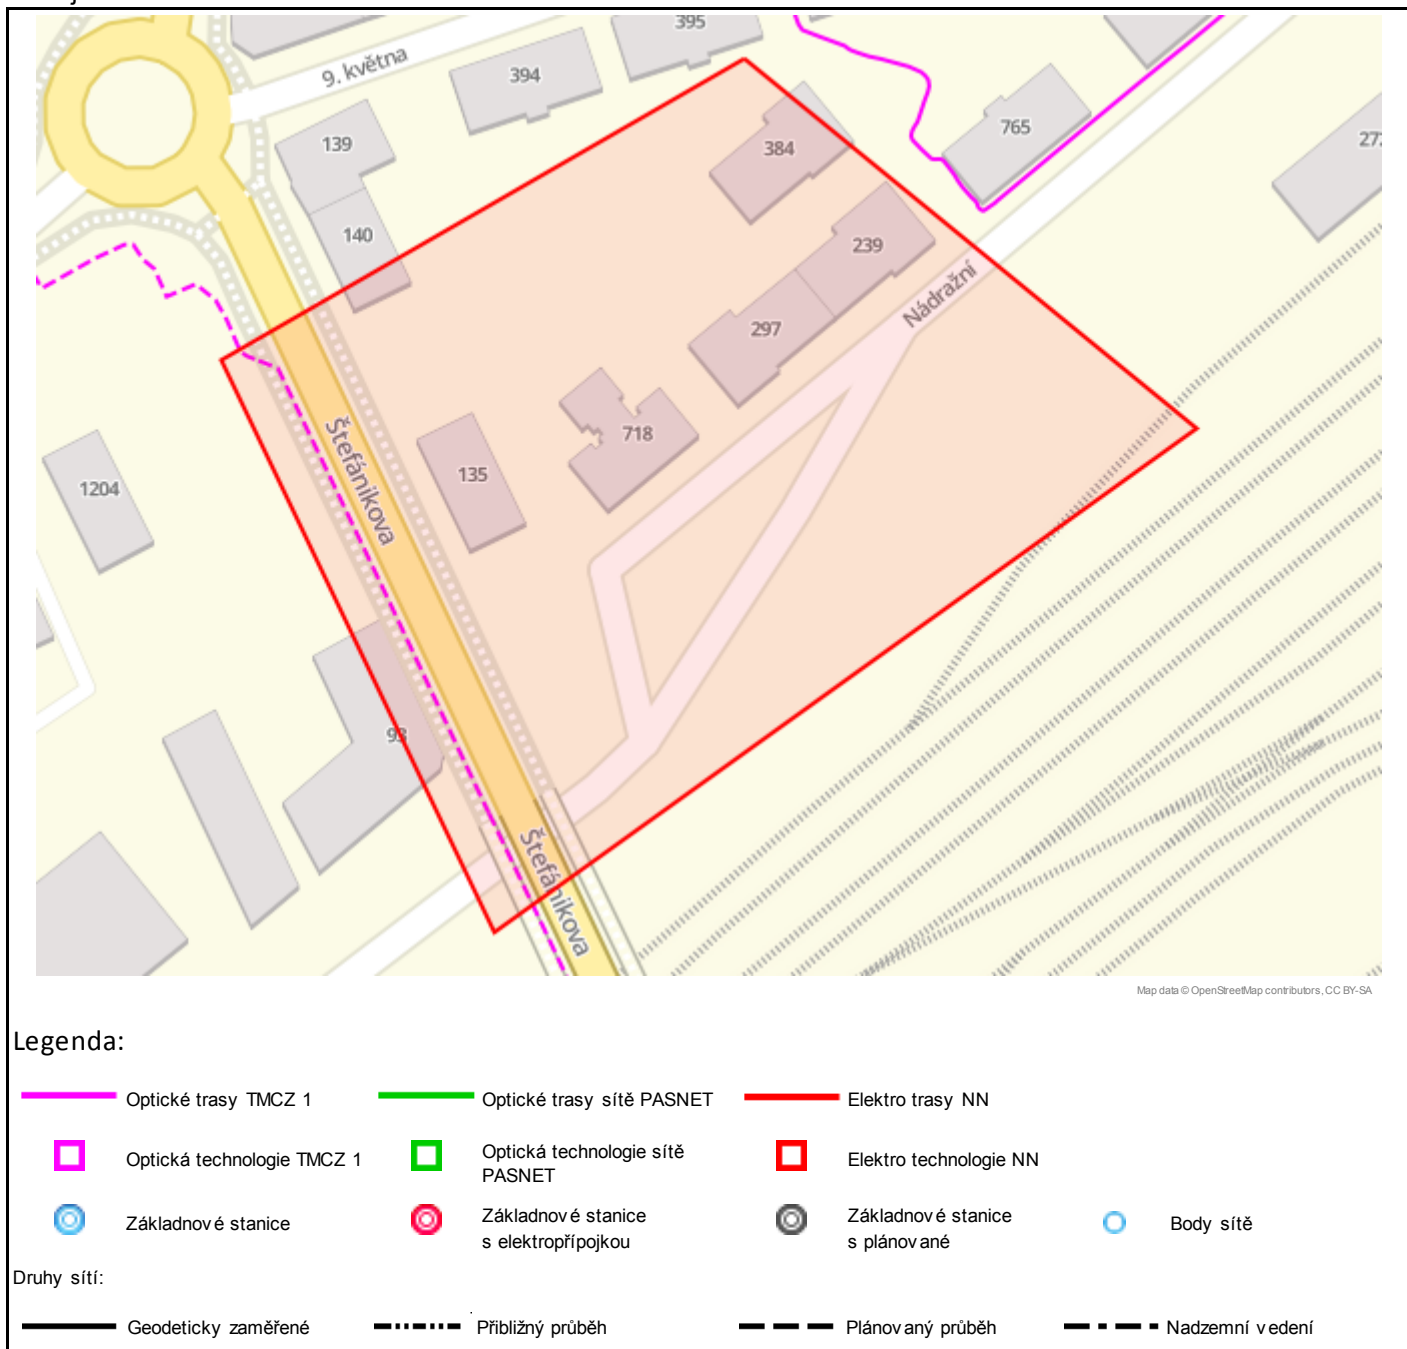 395
9. května
394
139
384
765
273
140
239
Nádražní
297
Štefánikova
718
135
1204
93
Štefánikova
Map data © OpenStreetMap contributors, CC BY-SA
Legenda:
Optické trasy TMCZ 1
Optické trasy sítě PASNET
Elektro trasy NN
Optická technologie TMCZ 1
Optická technologie sítě
PASNET
Elektro technologie NN
Základnové stanice
Základnové stanice
s elektropřípojkou
Základnové stanice
s plánované
Body sítě
Druhy sítí:
Geodeticky zaměřené
Přibližný průběh
Plánovaný průběh
Nadzemní vedení